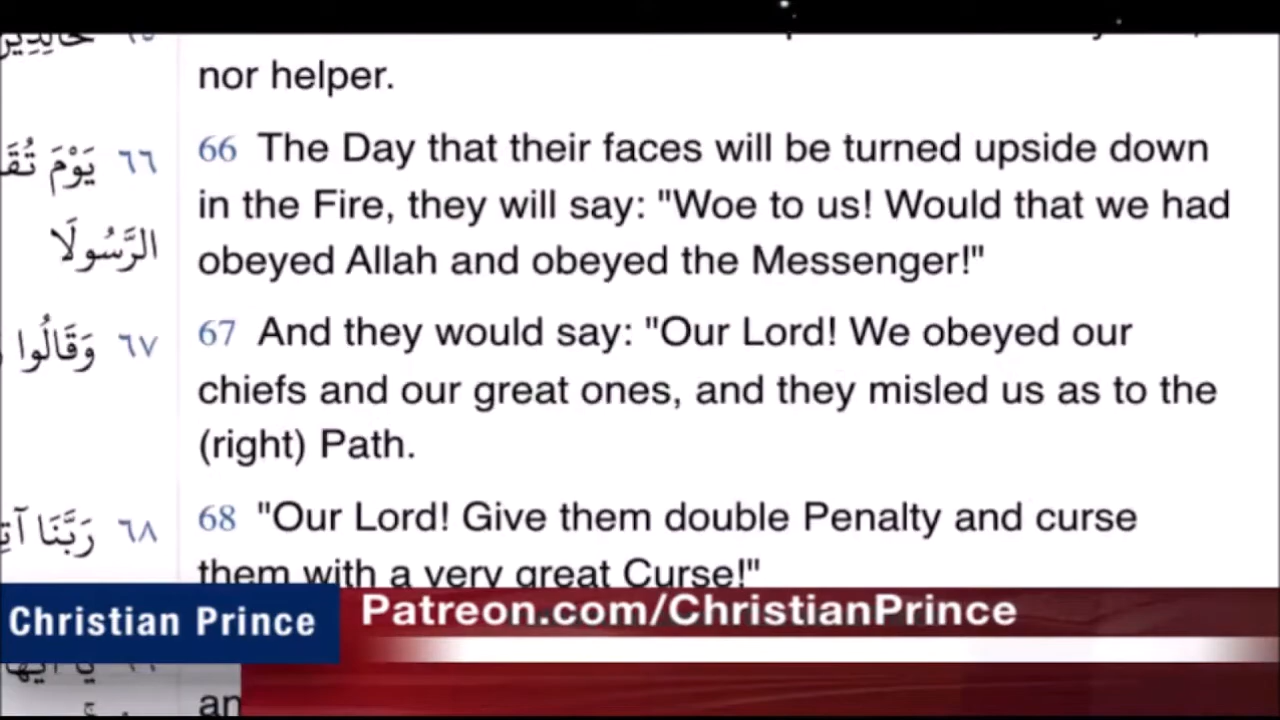 nor helper.
٦٦ يَوْمَ
66 The Day that their faces will be turned upside down
in the Fire, they will say: "Woe to us! Would that we had
الرَّسُولَا
obeyed Allah and obeyed the Messenger!"
٦٧ وَقَالُوا
67 And they would say: "Our Lord! We obeyed our
chiefs and our great ones, and they misled us as to the
(right) Path.
٦٨ رَبَّنَا
68 "Our Lord! Give them double Penalty and curse
them with a very great Curse!"
Christian Prince
Patreon.com/ChristianPrince